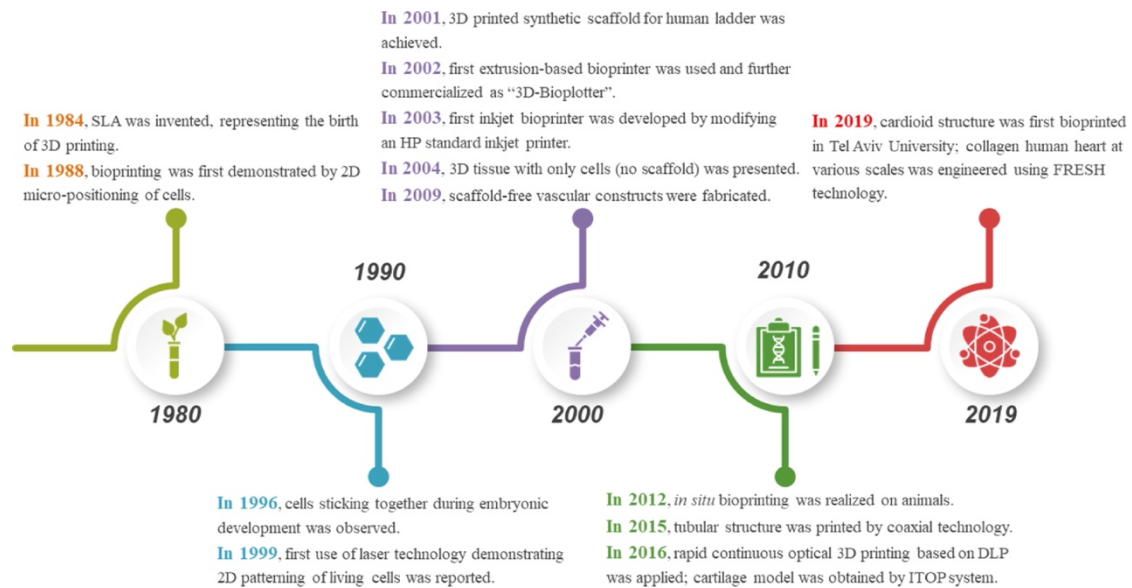 In 1984, SLA was invented, representing the birth
of 3D printing.
In 1988, bioprinting was first demonstrated by 2D
micro-positioning of cells.
In 2001, 3D printed synthetic scaffold for human ladder was
achieved.
In 2002, first extrusion-based bioprinter was used and further
commercialized as “3D-Bioplotter”.
In 2003, first inkjet bioprinter was developed by modifying
an HP standard inkjet printer.
In 2004, 3D tissue with only cells (no scaffold) was presented.
In 2009, scaffold-free vascular constructs were fabricated.
In 2019, cardioid structure was first bioprinted
in Tel Aviv University; collagen human heart at
various scales was engineered using FRESH
technology.
1980
1990
2000
2010
2019
In 1996, cells sticking together during embryonic
development was observed.
In 1999, first use of laser technology demonstrating
2D patterning of living cells was reported.
In 2012, in situ bioprinting was realized on animals.
In 2015, tubular structure was printed by coaxial technology.
In 2016, rapid continuous optical 3D printing based on DLP
was applied; cartilage model was obtained by ITOP system.